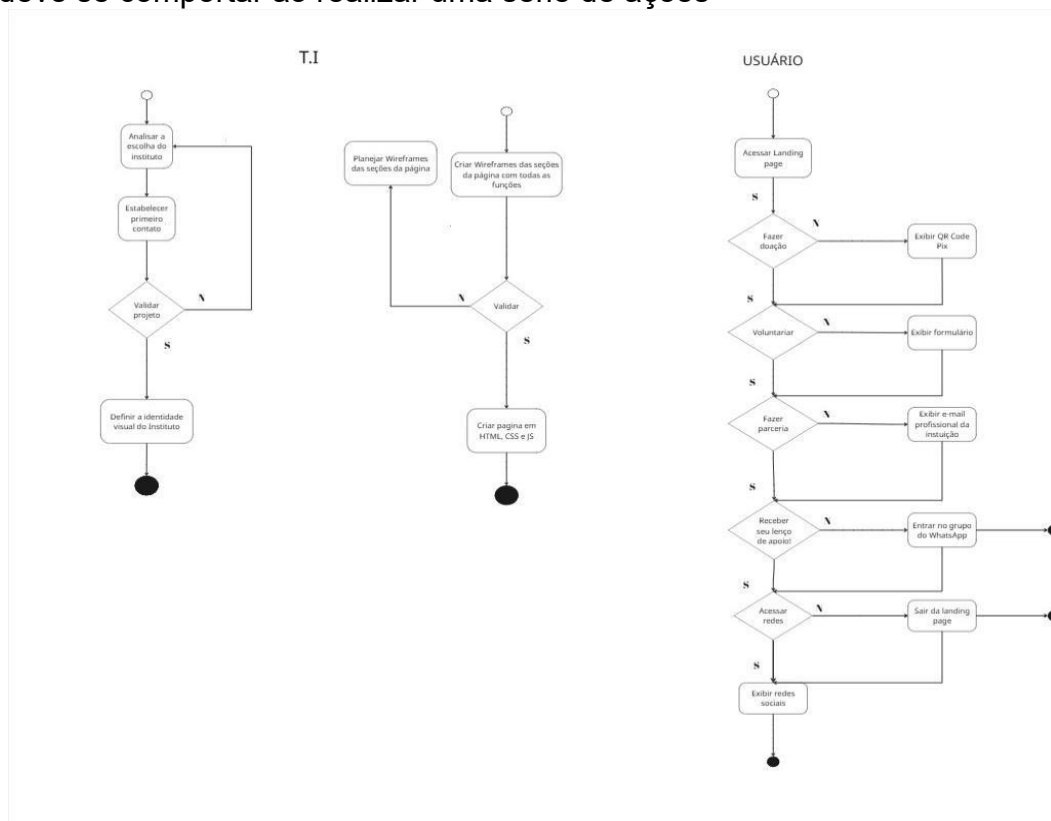 deve se comportar ao realizar uma série de ações
T.I
Analisar a
escolha do
instituto
Estabelecer
primeiro
contato
Validar
projeto
N
S
Definir a identidade
visual do Instituto
Planejar Wireframes
das seções da página
Criar Wireframes das seções
da página com todas as
funções
Validar
N
S
Criar pagina em
HTML, CSS e JS
USUÁRIO
Acessar Landing
page
S
Fazer
doação
N
Exibir QR Code
Pix
S
Voluntariar
N
Exibir formulário
S
Fazer
parceria
N
Exibir e-mail
profissional da
instuição
S
Receber
seu lenço
de apoio!
N
Entrar no grupo
do WhatsApp
S
Acessar
redes
N
Sair da landing
page
S
Exibir redes
sociais